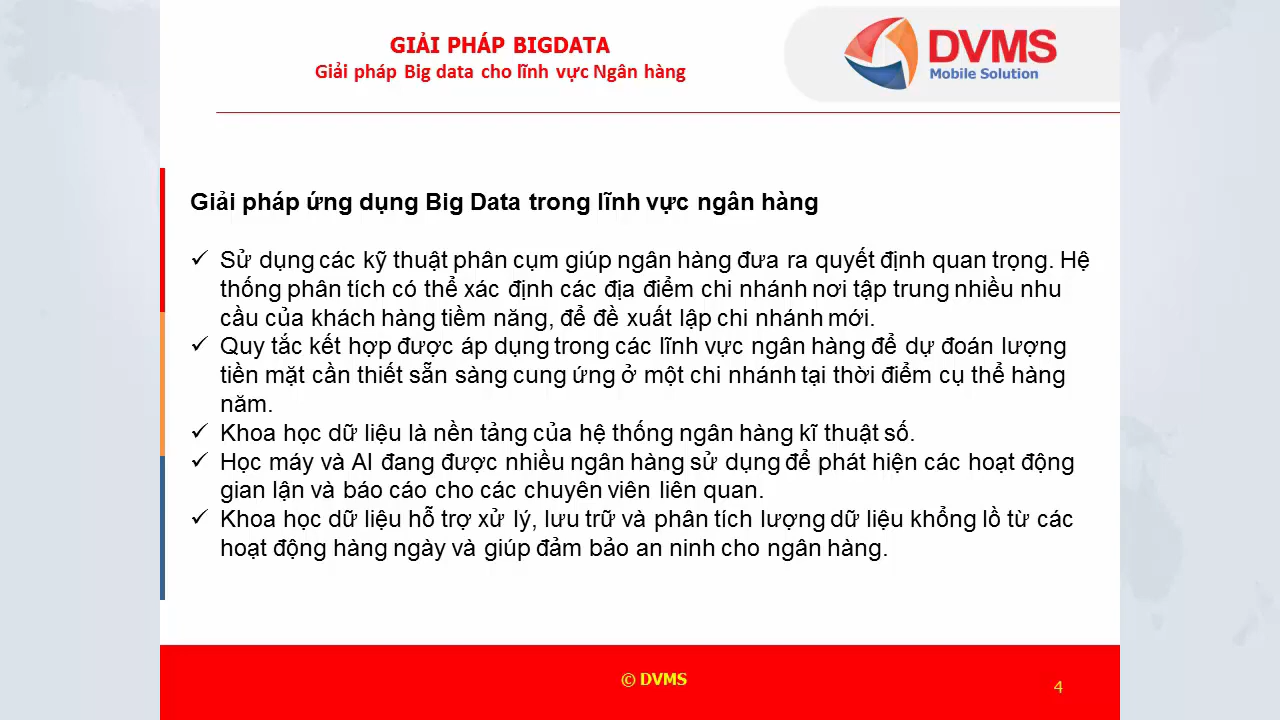 GIẢI PHÁP BIGDATA
Giải pháp Big data cho lĩnh vực Ngân hàng
DVMS
Mobile Solution
Giải pháp ứng dụng Big Data trong lĩnh vực ngân hàng
✓ Sử dụng các kỹ thuật phân cụm giúp ngân hàng đưa ra quyết định quan trọng. Hệ
thống phân tích có thể xác định các địa điểm chi nhánh nơi tập trung nhiều nhu
cầu của khách hàng tiềm năng, để đề xuất lập chi nhánh mới.
✓ Quy tắc kết hợp được áp dụng trong các lĩnh vực ngân hàng để dự đoán lượng
tiền mặt cần thiết sẵn sàng cung ứng ở một chi nhánh tại thời điểm cụ thể hàng
năm.
✓ Khoa học dữ liệu là nền tảng của hệ thống ngân hàng kĩ thuật số.
✓ Học máy và AI đang được nhiều ngân hàng sử dụng để phát hiện các hoạt động
gian lận và báo cáo cho các chuyên viên liên quan.
✓ Khoa học dữ liệu hỗ trợ xử lý, lưu trữ và phân tích lượng dữ liệu khổng lồ từ các
hoạt động hàng ngày và giúp đảm bảo an ninh cho ngân hàng.
© DVMS
4